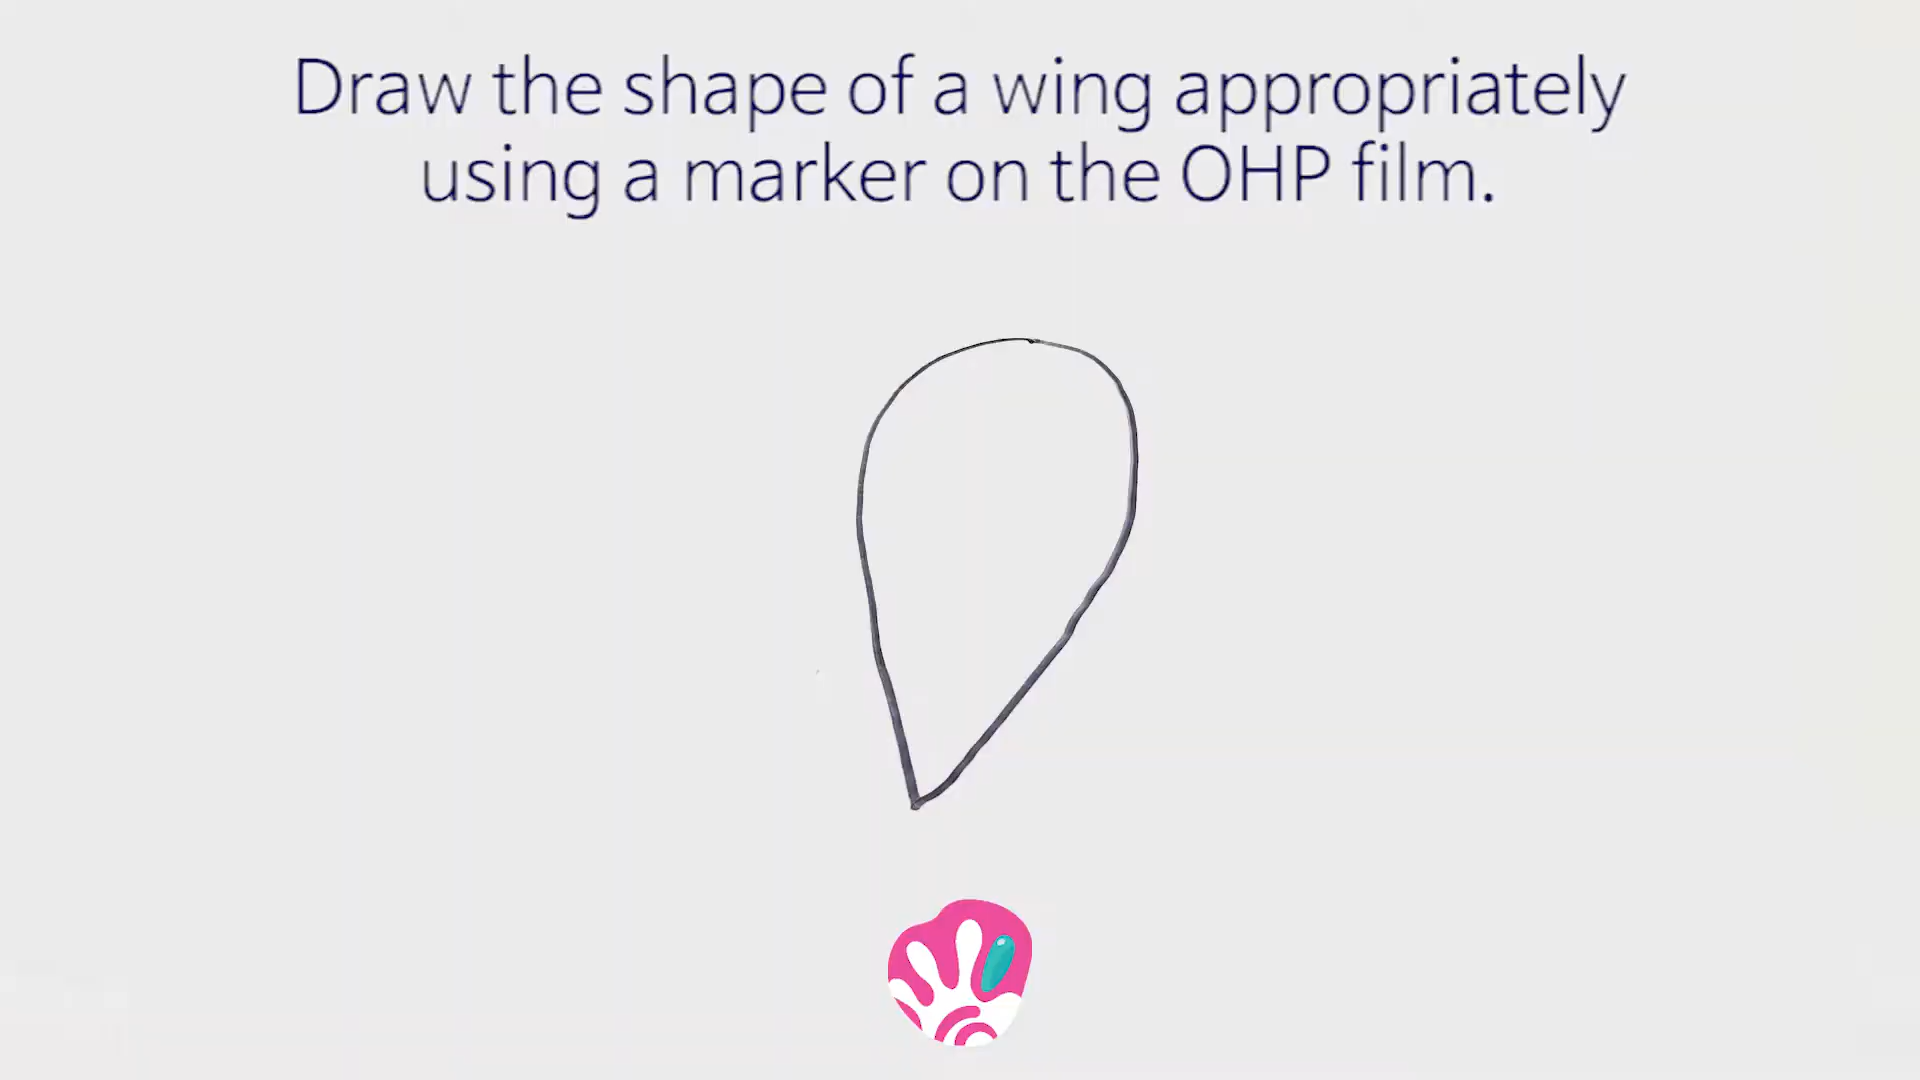 Draw the shape of a wing appropriately
using a marker on the OHP film.